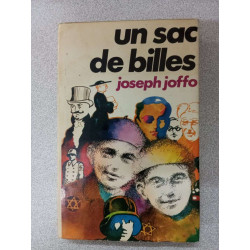 un sac
de billes
joseph joffo